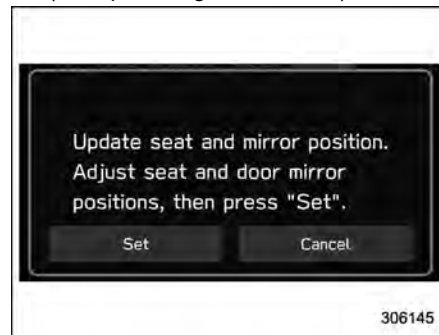 Update seat and mirror position.
Adjust seat and door mirror
positions, then press "Set".
Set
Cancel
306145